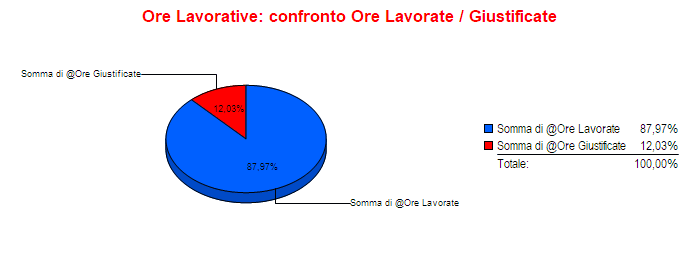 Ore Lavorative: confronto Ore Lavorate / Giustificate
Somma di @Ore Giustificate
12,03%
87,97%
Somma di @Ore Lavorate
Somma di @Ore Lavorate 87,97%
Somma di @Ore Giustificate 12,03%
Totale: 100,00%